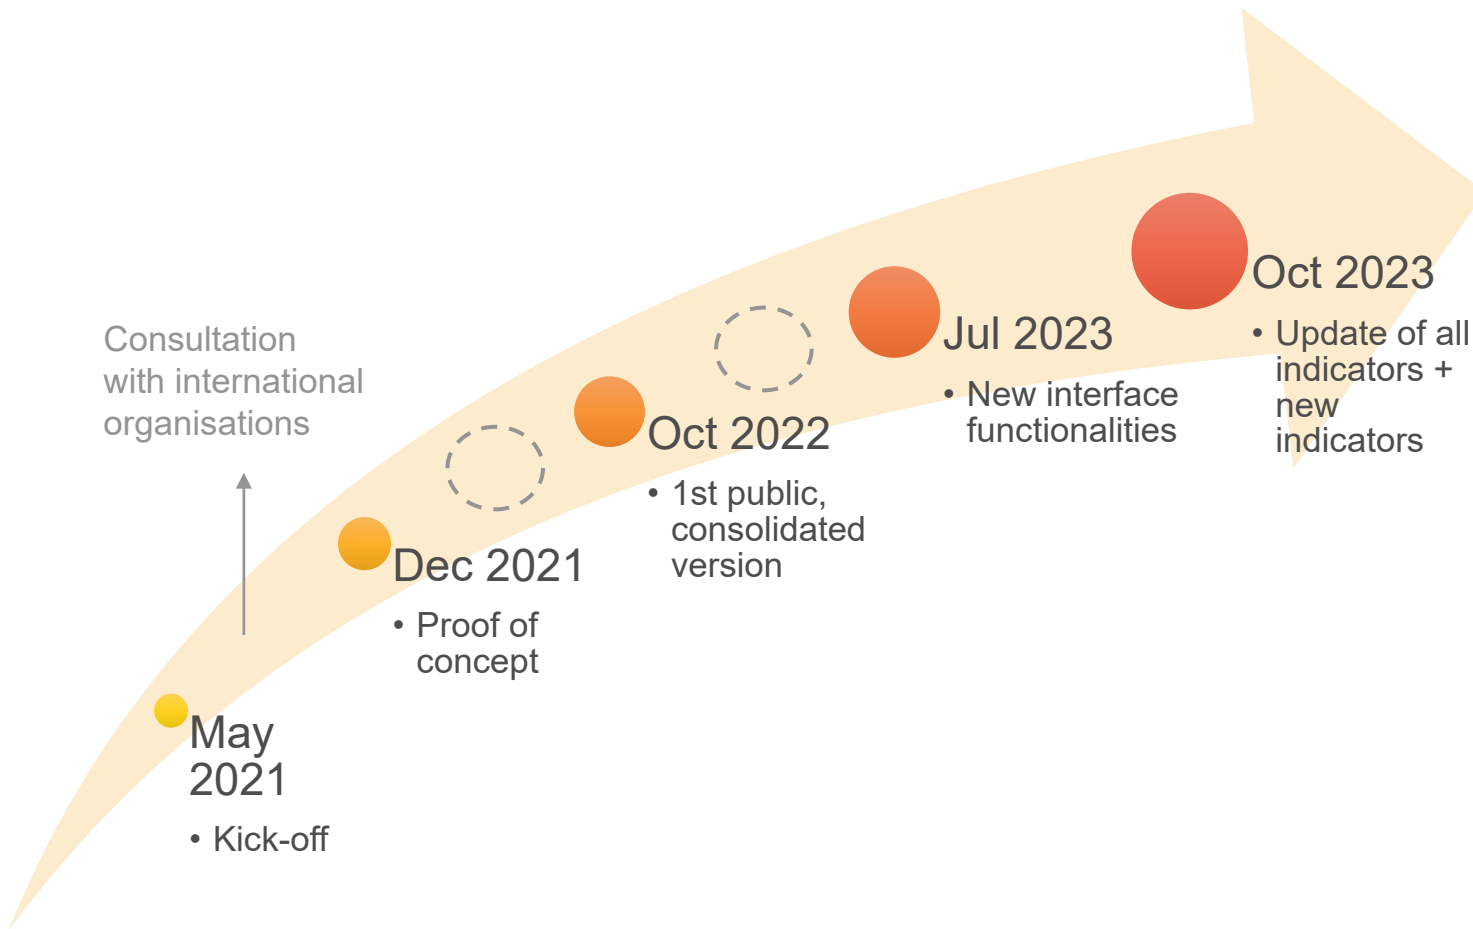 Consultation
with international
organisations
May
2021
• Kick-off
Dec 2021
• Proof of
concept
Oct 2022
• 1st public,
consolidated
version
Jul 2023
• New interface
functionalities
Oct 2023
• Update of all
indicators +
new
indicators